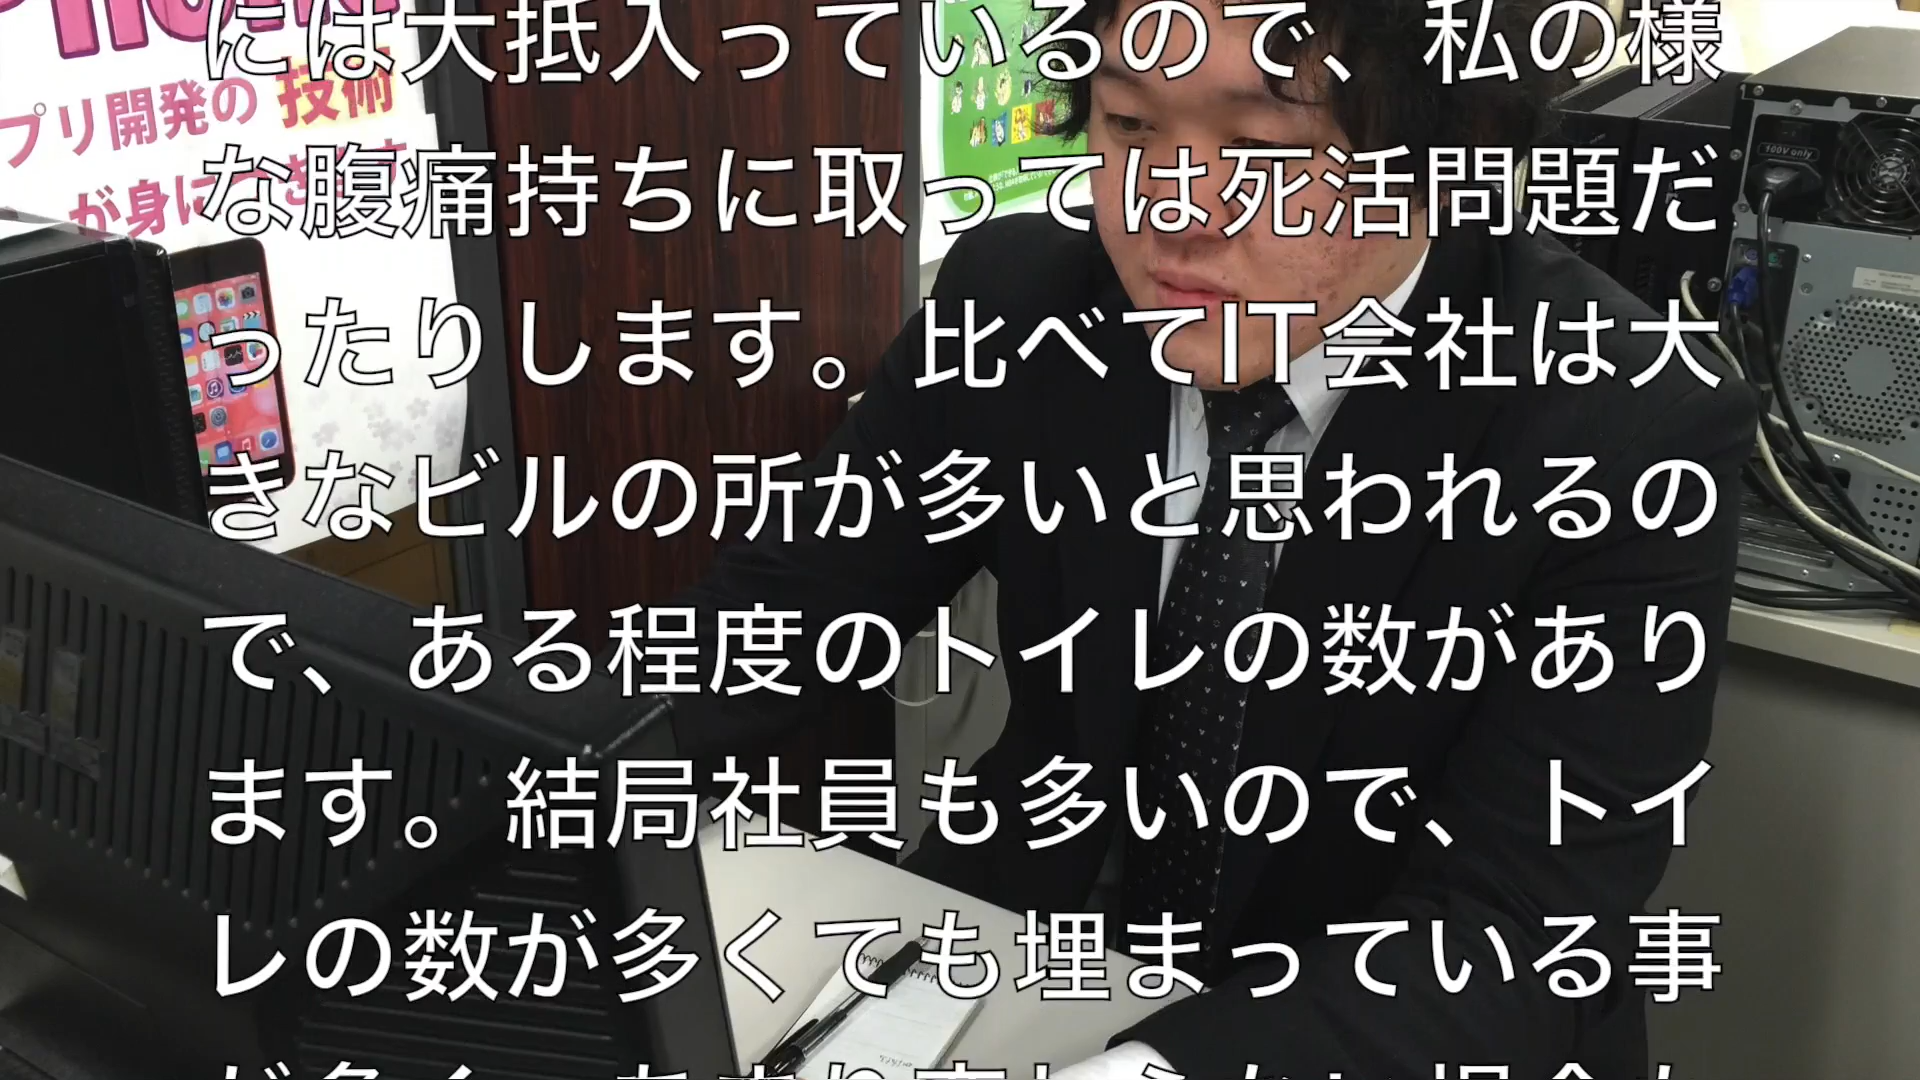 には大抵入っているので、私の様
な腹痛持ちに取っては死活問題だ
ったりします。比べてIT会社は大
きなビルの所が多いと思われるの
で、ある程度のトイレの数があり
ます。結局社員も多いので、トイ
レの数が多くても埋まっている事
プリ開発の 技術
が身に
100V only